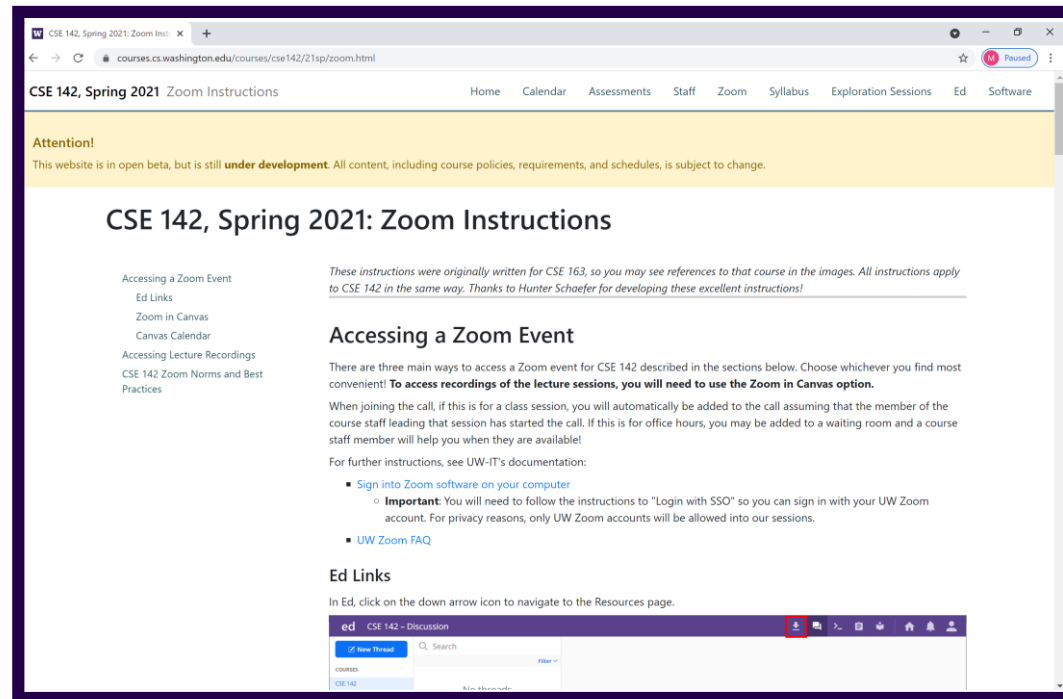 CSE 142, Spring 2021: Zoom Inst
courses.cs.washington.edu/courses/cse142/21sp/zoom.html
M Paused
CSE 142, Spring 2021 Zoom Instructions
Home Calendar Assessments Staff Zoom Syllabus Exploration Sessions Ed Software
Attention!
This website is in open beta, but is still under development. All content, including course policies, requirements, and schedules, is subject to change.
CSE 142, Spring 2021: Zoom Instructions
Accessing a Zoom Event
Ed Links
Zoom in Canvas
Canvas Calendar
Accessing Lecture Recordings
CSE 142 Zoom Norms and Best
Practices
These instructions were originally written for CSE 163, so you may see references to that course in the images. All instructions apply
to CSE 142 in the same way. Thanks to Hunter Schaefer for developing these excellent instructions!
Accessing a Zoom Event
There are three main ways to access a Zoom event for CSE 142 described in the sections below. Choose whichever you find most
convenient! To access recordings of the lecture sessions, you will need to use the Zoom in Canvas option.
When joining the call, if this is for a class session, you will automatically be added to the call assuming that the member of the
course staff leading that session has started the call. If this is for office hours, you may be added to a waiting room and a course
staff member will help you when they are available!
For further instructions, see UW-IT's documentation:
Sign into Zoom software on your computer
Important: You will need to follow the instructions to "Login with SSO" so you can sign in with your UW Zoom
account. For privacy reasons, only UW Zoom accounts will be allowed into our sessions.
UW Zoom FAQ
Ed Links
In Ed, click on the down arrow icon to navigate to the Resources page.
ed CSE 142 – Discussion
New Thread Search
Filter
COURSES
CSE 142
No threads